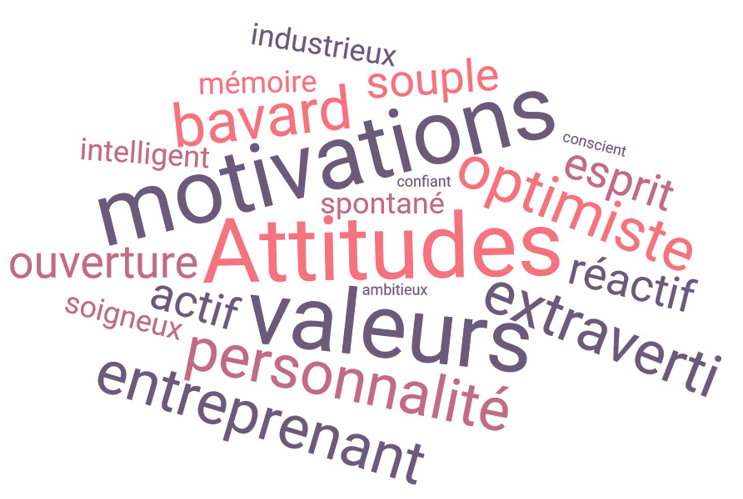 industrieux
mémoire
souple
bavard
motivations
conscient
intelligent
confiant
optimiste
esprit
spontané
Attitudes
ouverture
réactif
soigneux
actif
ambitieux
valeurs
extraverti
personnalité
entreprenant